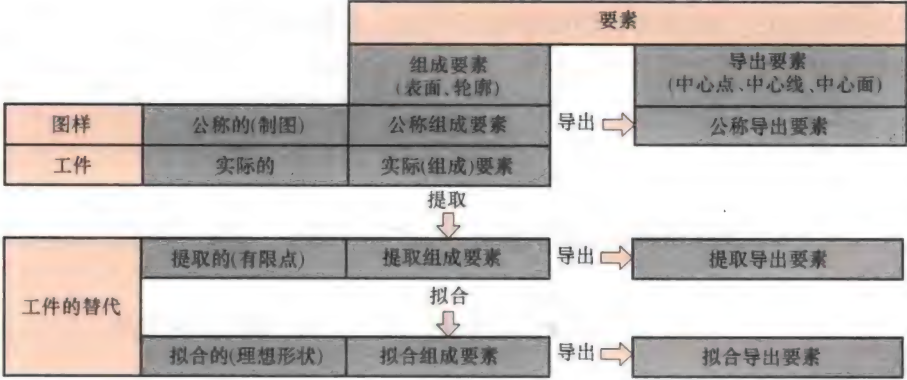 要素
组成要素
(表面、轮廓)
导出要素
(中心点、中心线、中心面)
图样
公称的(制图)
公称组成要素
导出
公称导出要素
工件
实际的
实际(组成)要素
提取
工件的替代
提取的(有限点)
提取组成要素
导出
提取导出要素
拟合
拟合的(理想形状)
拟合组成要素
导出
拟合导出要素